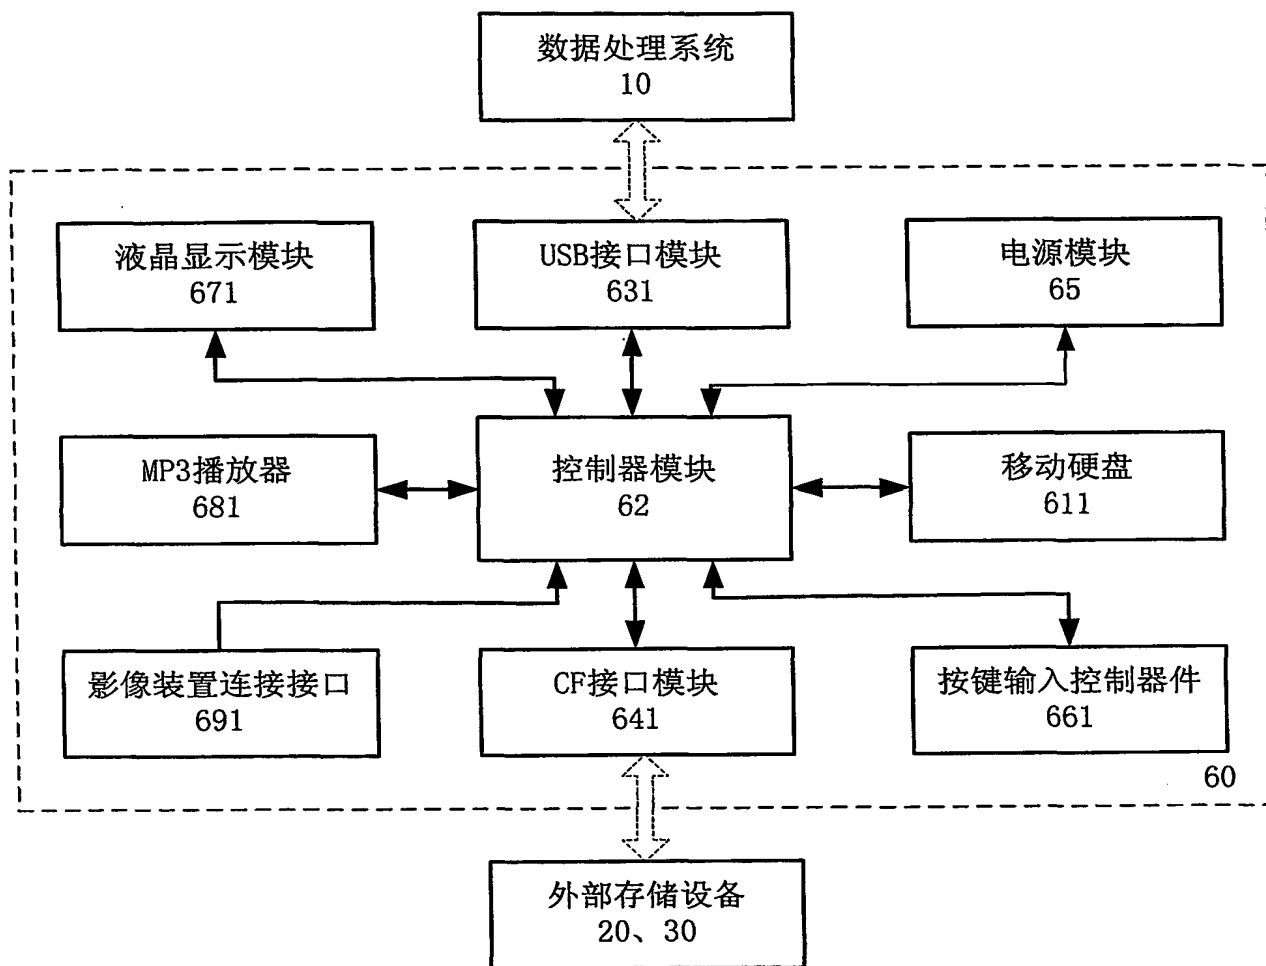 数据处理系统
10
液晶显示模块
671
USB接口模块
631
电源模块
65
MP3播放器
681
控制器模块
62
移动硬盘
611
影像装置连接接口
691
CF接口模块
641
按键输入控制器件
661
60
外部存储设备
20、30